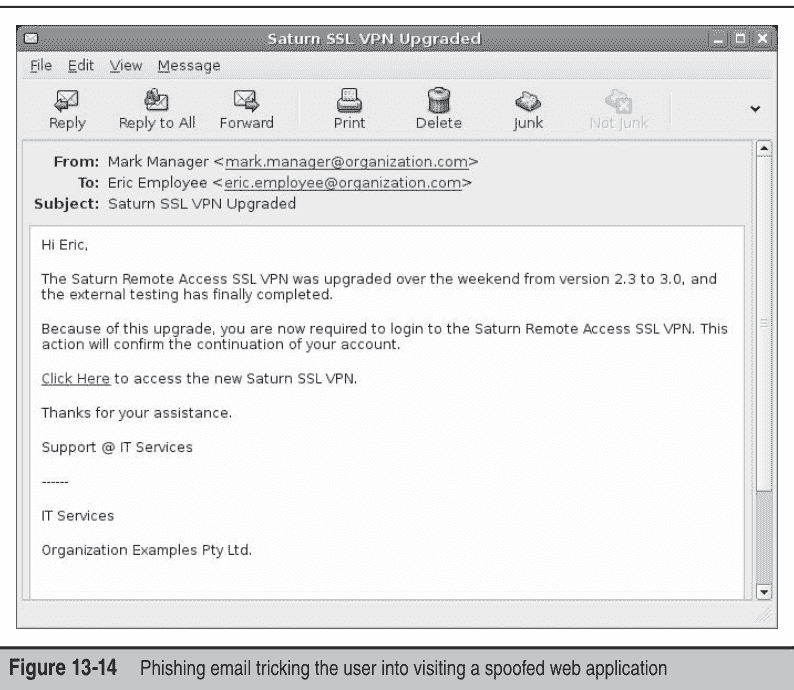 Saturn SSL VPN Upgraded
File Edit View Message
Reply Reply to All Forward Print Delete Junk Not Junk
From: Mark Manager <mark.manager@organization.com>
To: Eric Employee <eric.employee@organization.com>
Subject: Saturn SSL VPN Upgraded
Hi Eric,
The Saturn Remote Access SSL VPN was upgraded over the weekend from version 2.3 to 3.0, and
the external testing has finally completed.
Because of this upgrade, you are now required to login to the Saturn Remote Access SSL VPN. This
action will confirm the continuation of your account.
Click Here to access the new Saturn SSL VPN.
Thanks for your assistance.
Support @ IT Services
------
IT Services
Organization Examples Pty Ltd.
Figure 13-14 Phishing email tricking the user into visiting a spoofed web application